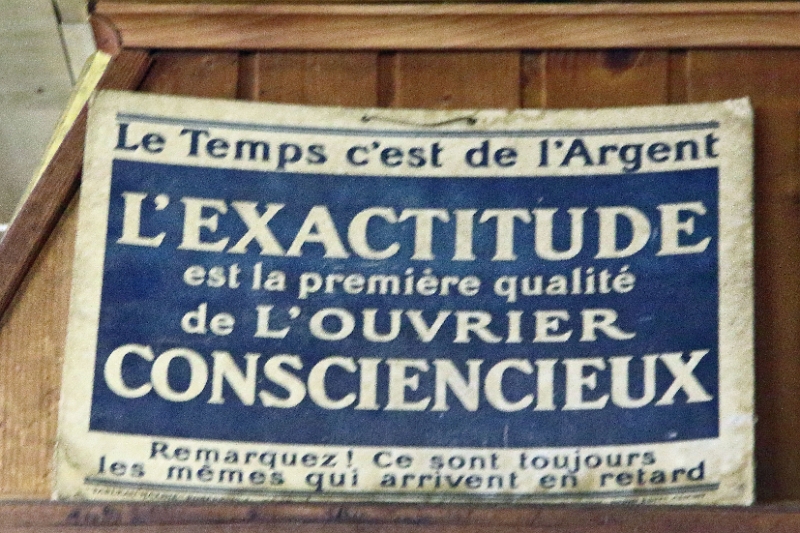 Le Temps c'est de l'Argent
L'EXACTITUDE
est la première qualité
de L'OUVRIER
CONSCIENCIEUX
Remarquez! Ce sont toujours
les mêmes qui arrivent en retard